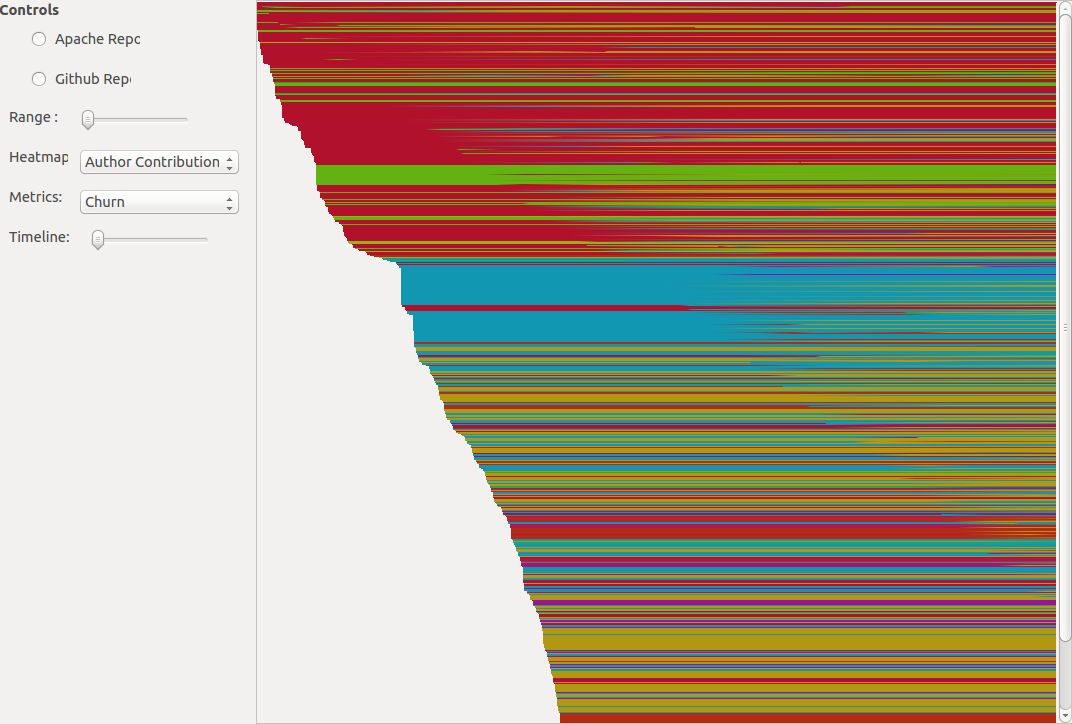 Controls
Apache Repo
Github Repo
Range :
Heatmap
Author Contribution
Metrics:
Churn
Timeline: